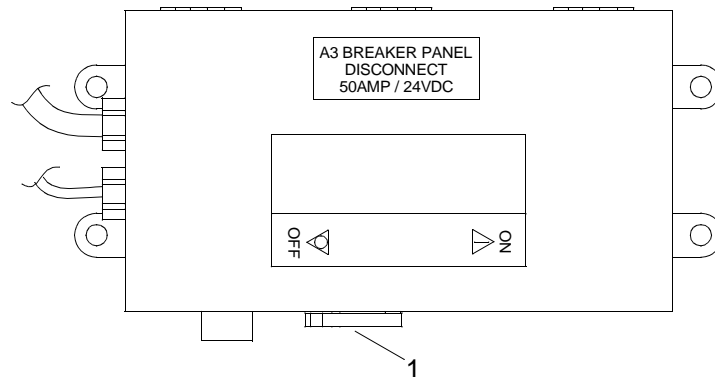 A3 BREAKER PANEL
DISCONNECT
50AMP / 24VDC
OFF
ON
1